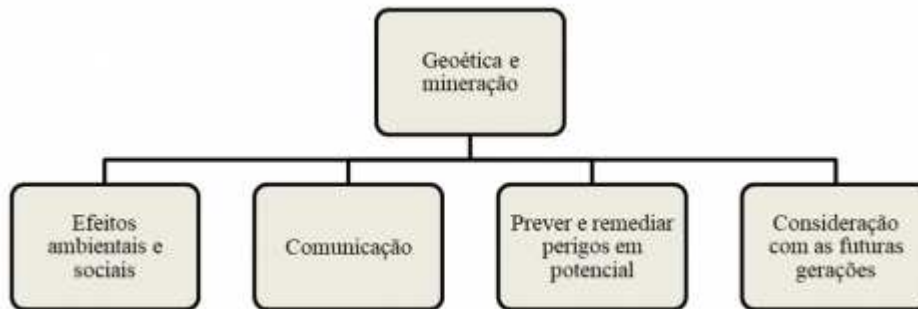 Geoética e
mineração
Efeitos
ambientais e
sociais
Comunicação
Prever e remediar
perigos em
potencial
Consideração
com as futuras
gerações